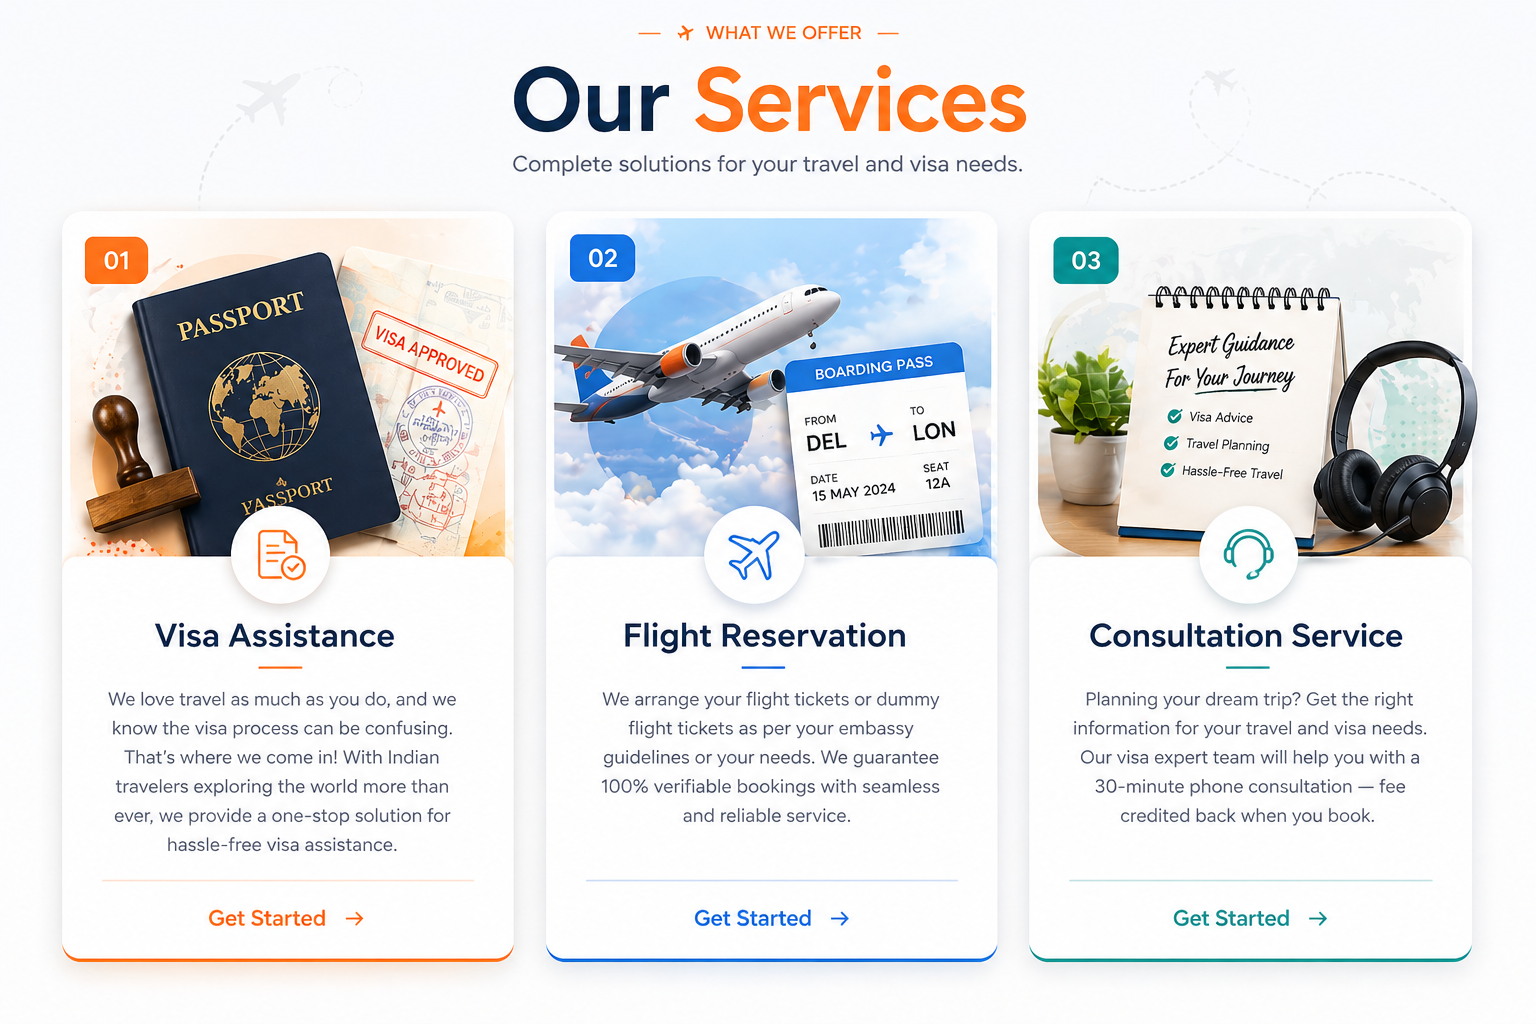 WHAT WE OFFER
Our Services
Complete solutions for your travel and visa needs.
01
PASSPORT
VISA APPROVED
PASSPORT
Visa Assistance
We love travel as much as you do, and we
know the visa process can be confusing.
That's where we come in! With Indian
travelers exploring the world more than
ever, we provide a one-stop solution for
hassle-free visa assistance.
Get Started →
02
BOARDING PASS
FROM TO
DEL LON
DATE SEAT
15 MAY 2024 12A
Flight Reservation
We arrange your flight tickets or dummy
flight tickets as per your embassy
guidelines or your needs. We guarantee
100% verifiable bookings with seamless
and reliable service.
Get Started →
03
Expert Guidance
For Your Journey
Visa Advice
Travel Planning
Hassle-Free Travel
Consultation Service
Planning your dream trip? Get the right
information for your travel and visa needs.
Our visa expert team will help you with a
30-minute phone consultation — fee
credited back when you book.
Get Started →